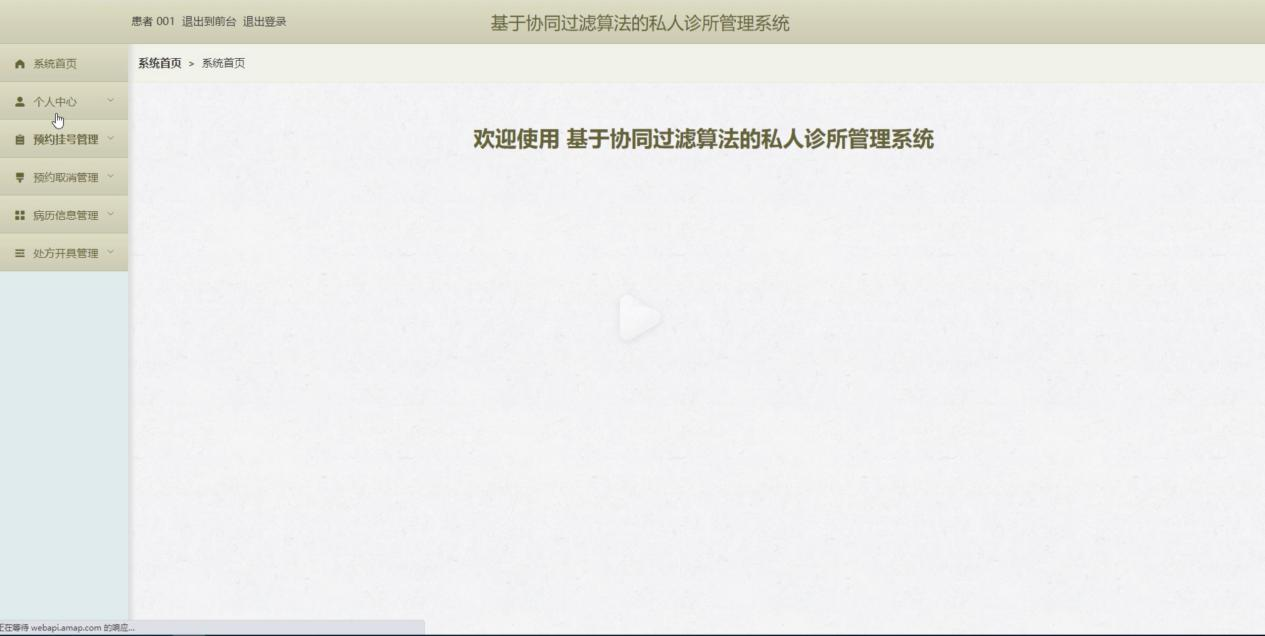 患者 001 退出到前台 退出登录
基于协同过滤算法的私人诊所管理系统
系统首页
系统首页 > 系统首页
个人中心
预约挂号管理
预约取消管理
病历信息管理
处方开具管理
欢迎使用 基于协同过滤算法的私人诊所管理系统
正在等待 webapi.amap.com 的响应...